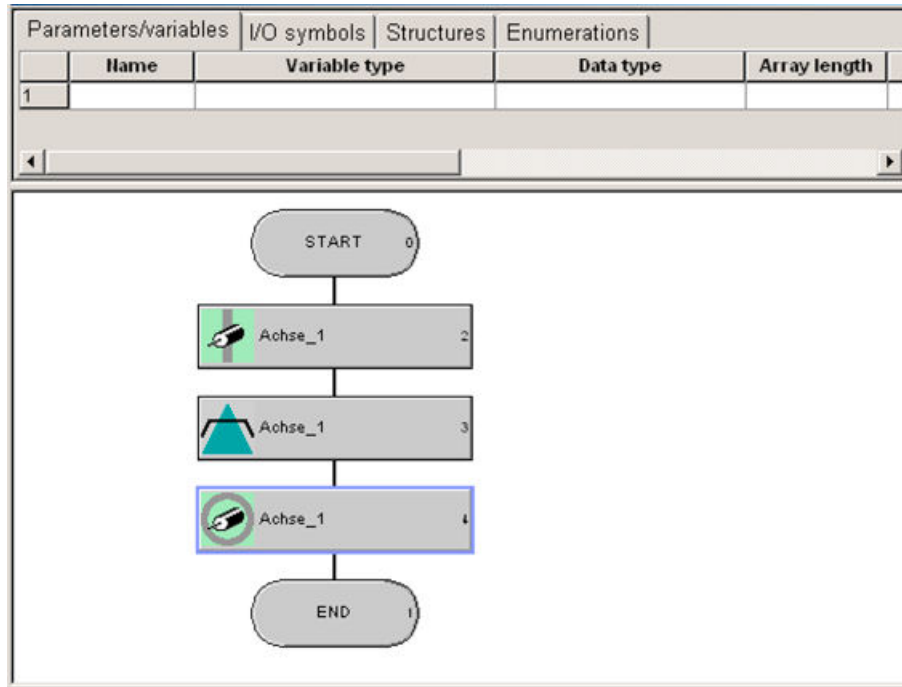 Parameters/variables I/O symbols Structures Enumerations
Name Variable type Data type Array length
1
START 0
Achse_1 2
Achse_1 3
Achse_1 4
END 1